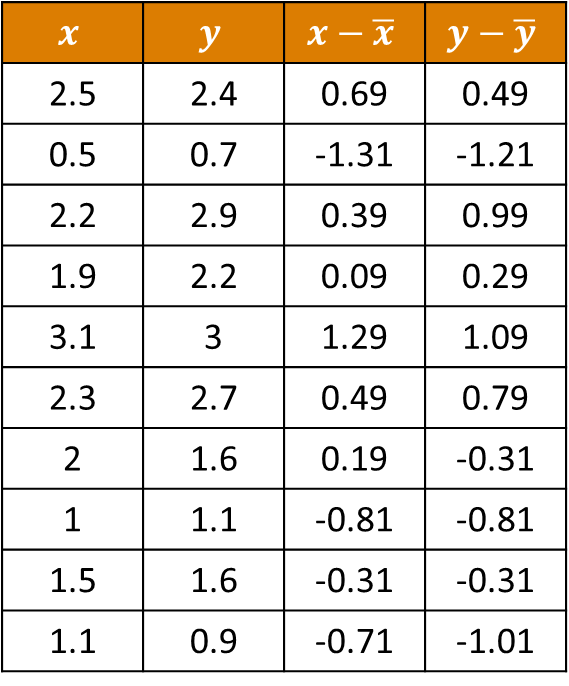 x y x − x̄ y − ȳ
2.5 2.4 0.69 0.49
0.5 0.7 -1.31 -1.21
2.2 2.9 0.39 0.99
1.9 2.2 0.09 0.29
3.1 3 1.29 1.09
2.3 2.7 0.49 0.79
2 1.6 0.19 -0.31
1 1.1 -0.81 -0.81
1.5 1.6 -0.31 -0.31
1.1 0.9 -0.71 -1.01